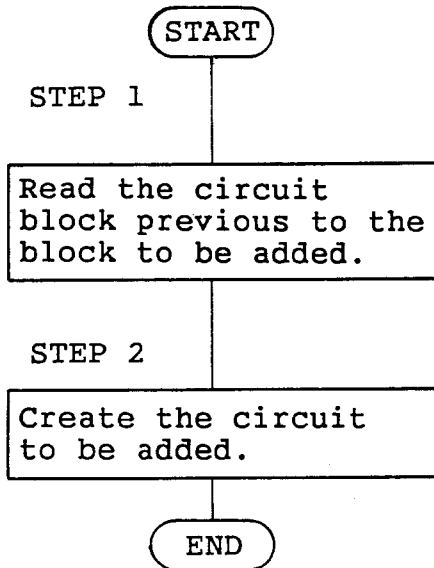 START
STEP 1
Read the circuit
block previous to the
block to be added.
STEP 2
Create the circuit
to be added.
END